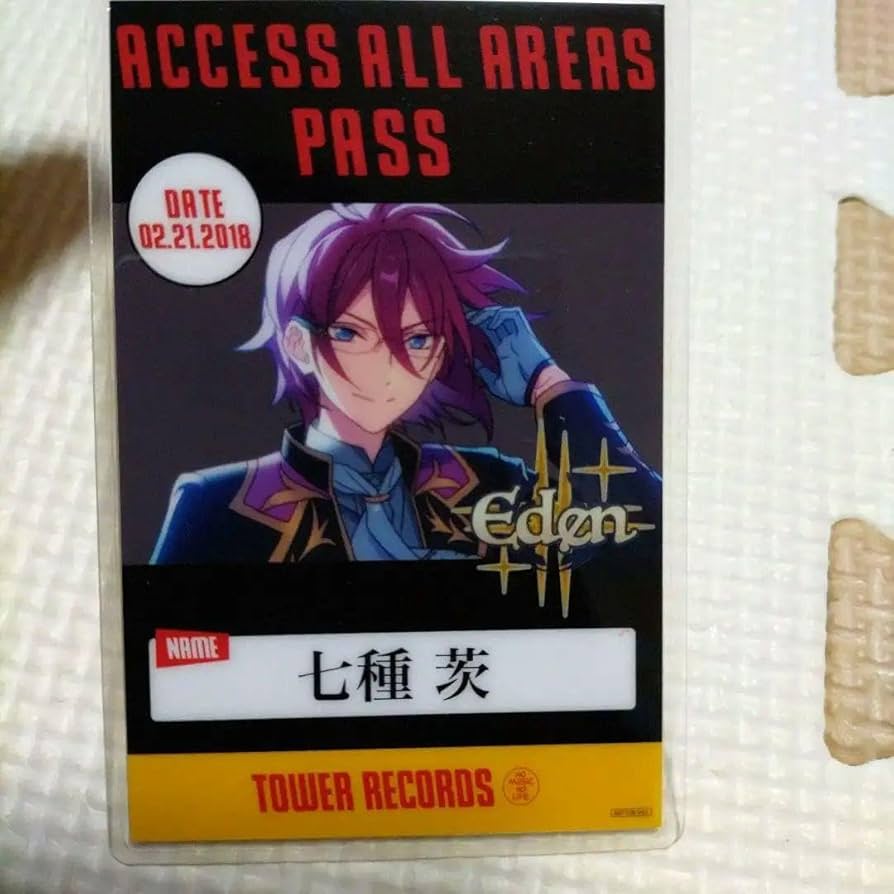 ACCESS ALL AREAS
PASS
DATE
02.21.2018
Eden
NAME
七種 茨
TOWER RECORDS
NO
MUSIC
NO
LIFE